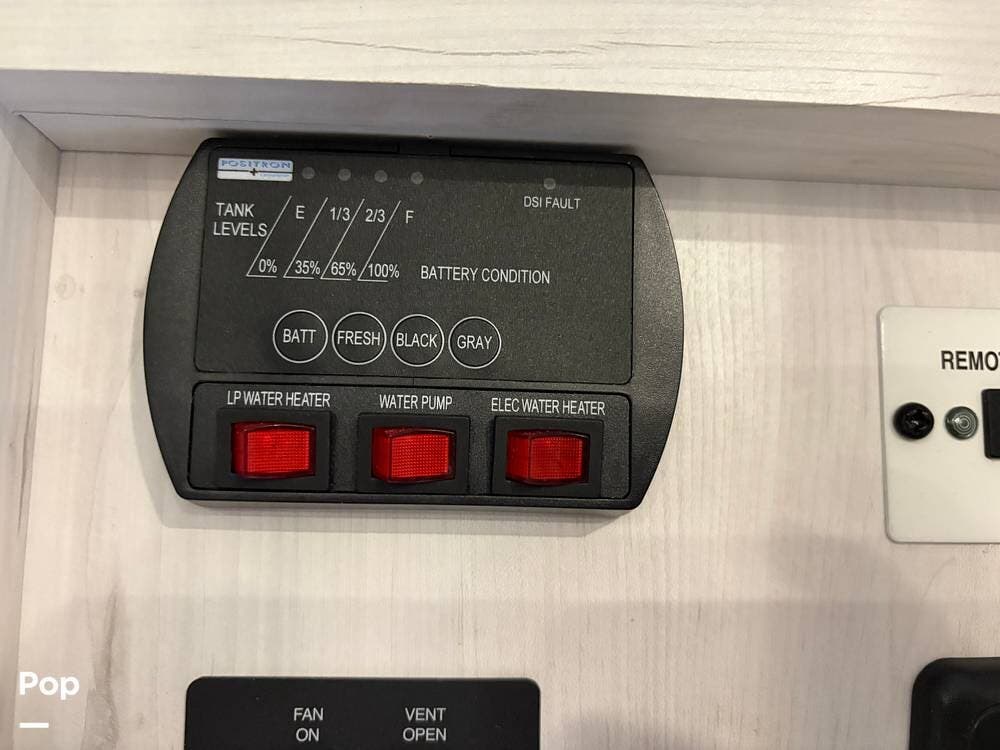 POSITRON
DSI FAULT
TANK E 1/3 2/3 F
LEVELS
0% 35% 65% 100% BATTERY CONDITION
BATT FRESH BLACK GRAY
LP WATER HEATER WATER PUMP ELEC WATER HEATER
FAN VENT
ON OPEN
Pop